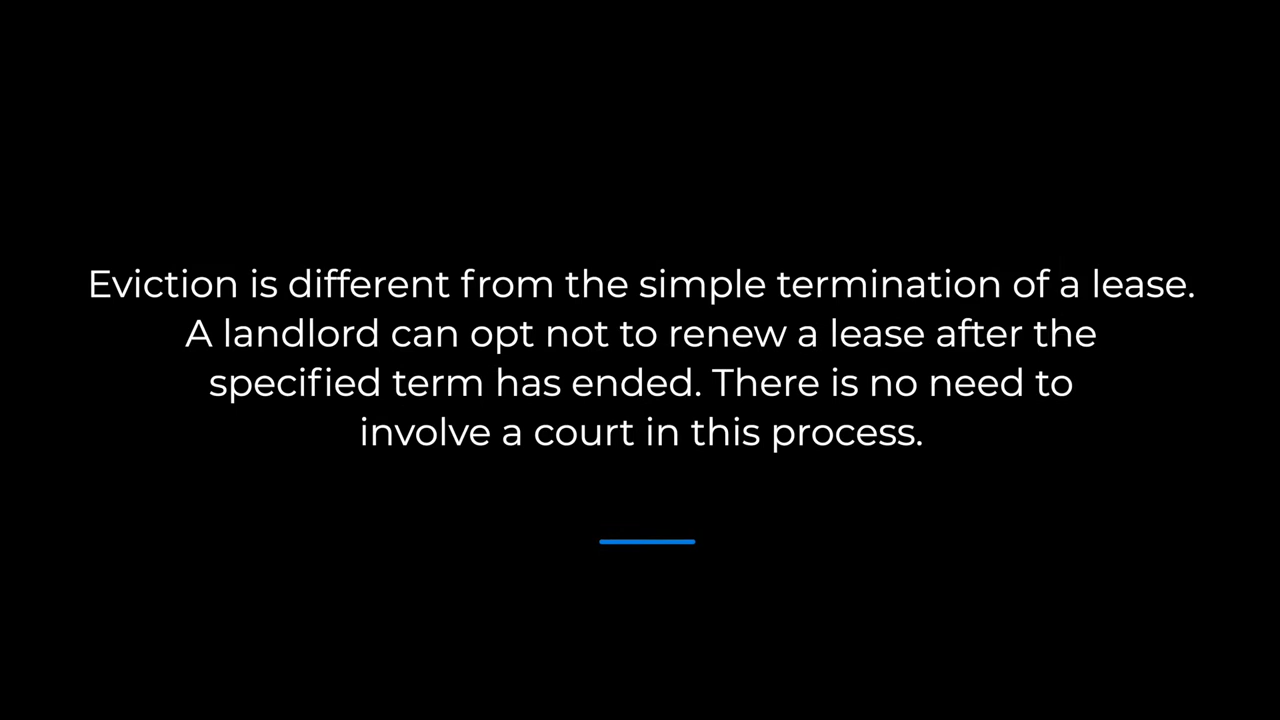 Eviction is different from the simple termination of a lease.
A landlord can opt not to renew a lease after the
specified term has ended. There is no need to
involve a court in this process.